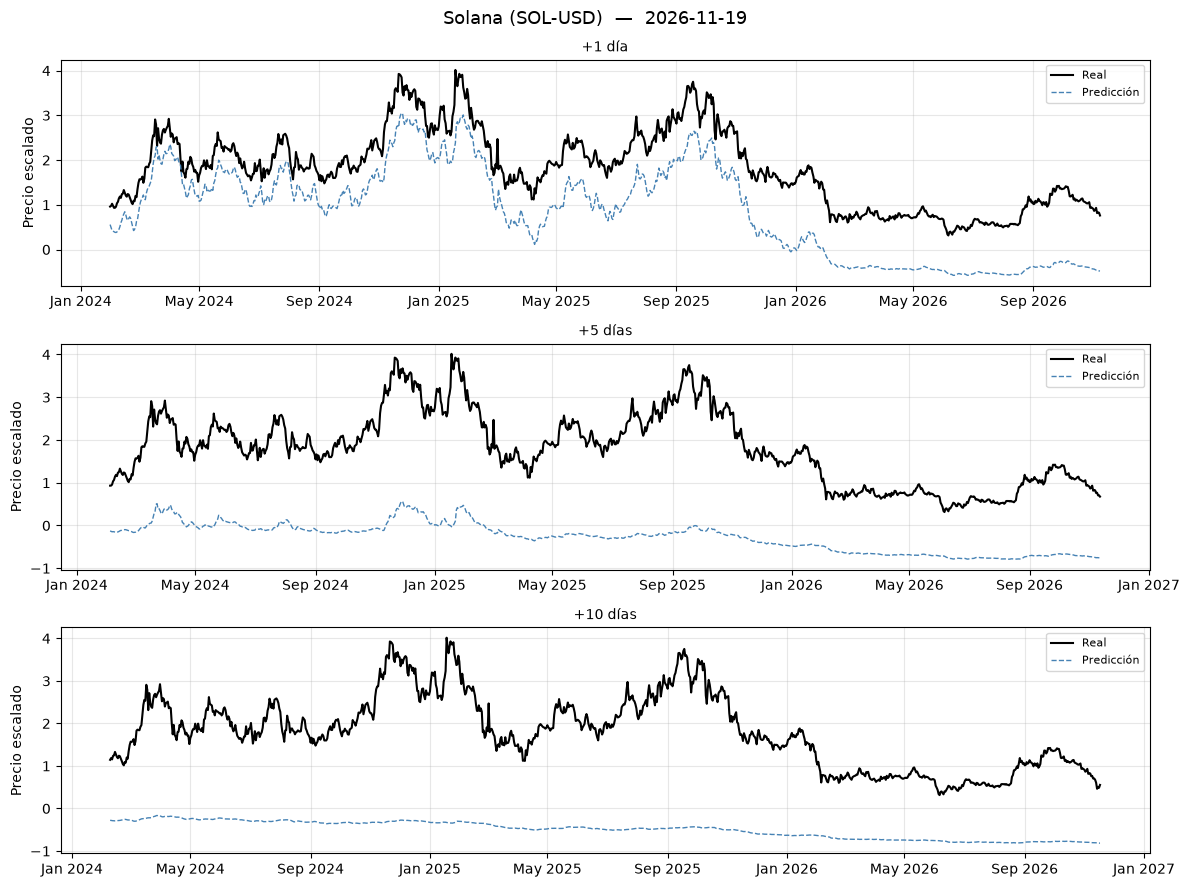 Solana (SOL-USD)  —  2026-11-19
+1 día
Precio escalado
4
3
2
1
0
Real
Predicción
Jan 2024 May 2024 Sep 2024 Jan 2025 May 2025 Sep 2025 Jan 2026 May 2026 Sep 2026
+5 días
Precio escalado
4
3
2
1
0
−1
Real
Predicción
Jan 2024 May 2024 Sep 2024 Jan 2025 May 2025 Sep 2025 Jan 2026 May 2026 Sep 2026 Jan 2027
+10 días
Precio escalado
4
3
2
1
0
−1
Real
Predicción
Jan 2024 May 2024 Sep 2024 Jan 2025 May 2025 Sep 2025 Jan 2026 May 2026 Sep 2026 Jan 2027